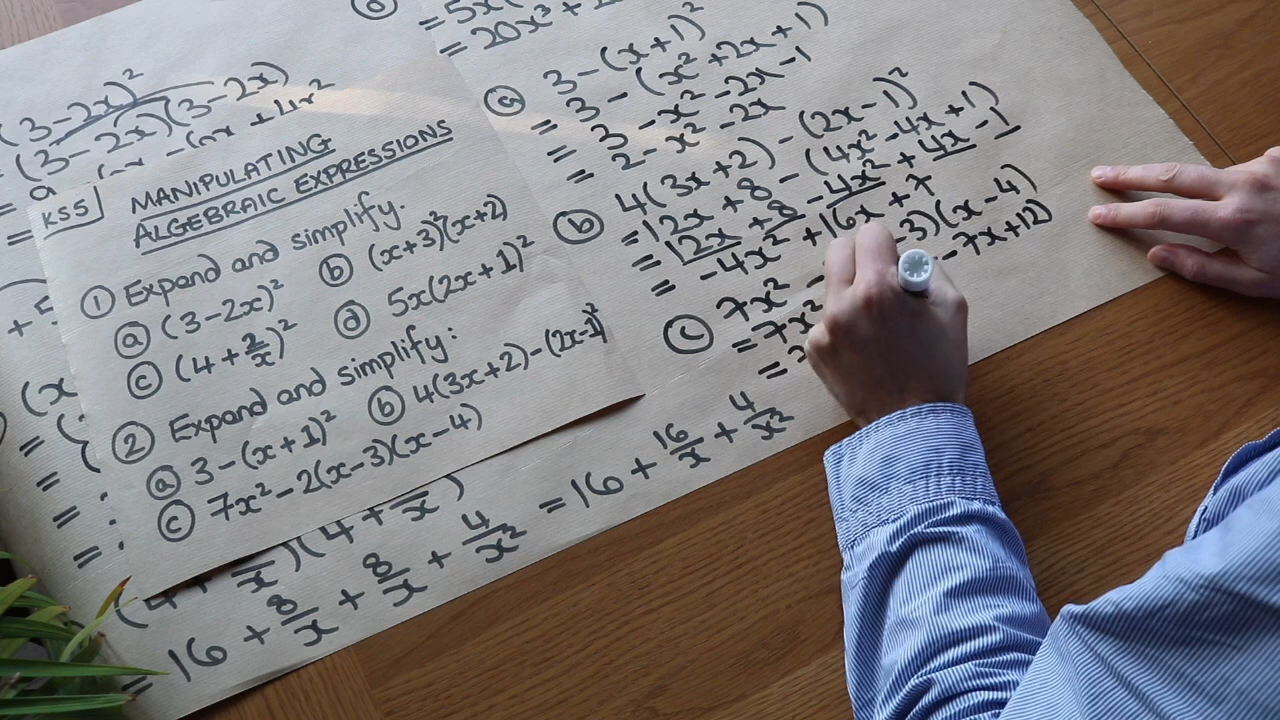 (3-2x)²
= (3-2x)(3-2x)
KS5
MANIPULATING
ALGEBRAIC EXPRESSIONS
① Expand and simplify.
ⓐ (3-2x)² ⓑ (x+3)²(x+2)
ⓒ (4+2/x)² ⓓ 5x(2x+1)²
② Expand and simplify:
ⓐ 3-(x+1)² ⓑ 4(3x+2)-(2x-1)²
ⓒ 7x²-2(x-3)(x-4)
= 16 + 8/x + 8/x + 4/x² = 16 + 16/x + 4/x²
= 5x(
= 20x³ +
ⓐ 3-(x+1)²
= 3-(x²+2x+1)
= 3-x²-2x-1
= 2-x²-2x
ⓑ 4(3x+2)-(2x-1)²
= 12x+8-(4x²-4x+1)
= 12x+8-4x²+4x-1
= -4x²+16x+7
ⓒ 7x²- -3)(x-4)
= 7x² -7x+12)
=